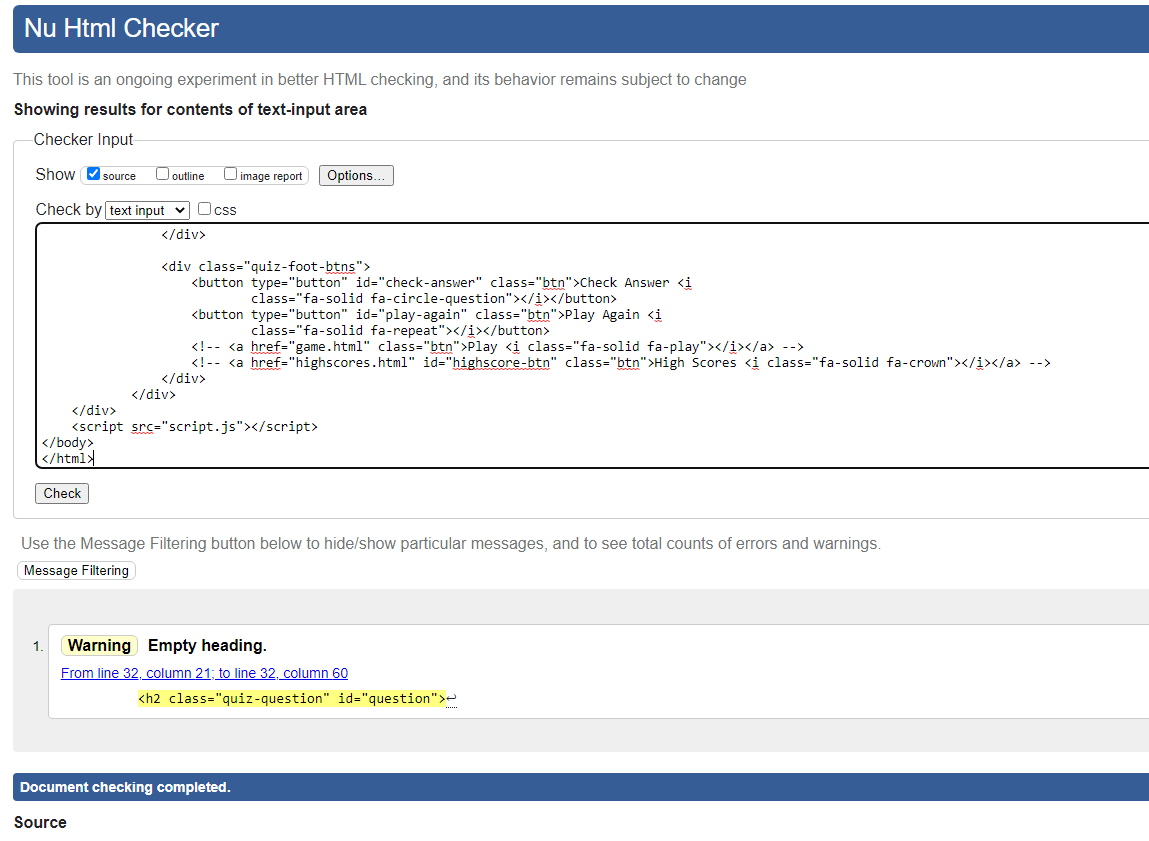 Nu Html Checker
This tool is an ongoing experiment in better HTML checking, and its behavior remains subject to change
Showing results for contents of text-input area
Checker Input
Show source outline image report Options...
Check by text input css
</div>
<div class="quiz-foot-btns">
<button type="button" id="check-answer" class="btn">Check Answer <i
class="fa-solid fa-circle-question"></i></button>
<button type="button" id="play-again" class="btn">Play Again <i
class="fa-solid fa-repeat"></i></button>
<!-- <a href="game.html" class="btn">Play <i class="fa-solid fa-play"></i></a> -->
<!-- <a href="highscores.html" id="highscore-btn" class="btn">High Scores <i class="fa-solid fa-crown"></i></a> -->
</div>
</div>
</div>
<script src="script.js"></script>
</body>
</html>
Check
Use the Message Filtering button below to hide/show particular messages, and to see total counts of errors and warnings.
Message Filtering
1. Warning Empty heading.
From line 32, column 21; to line 32, column 60
<h2 class="quiz-question" id="question">↩
Document checking completed.
Source